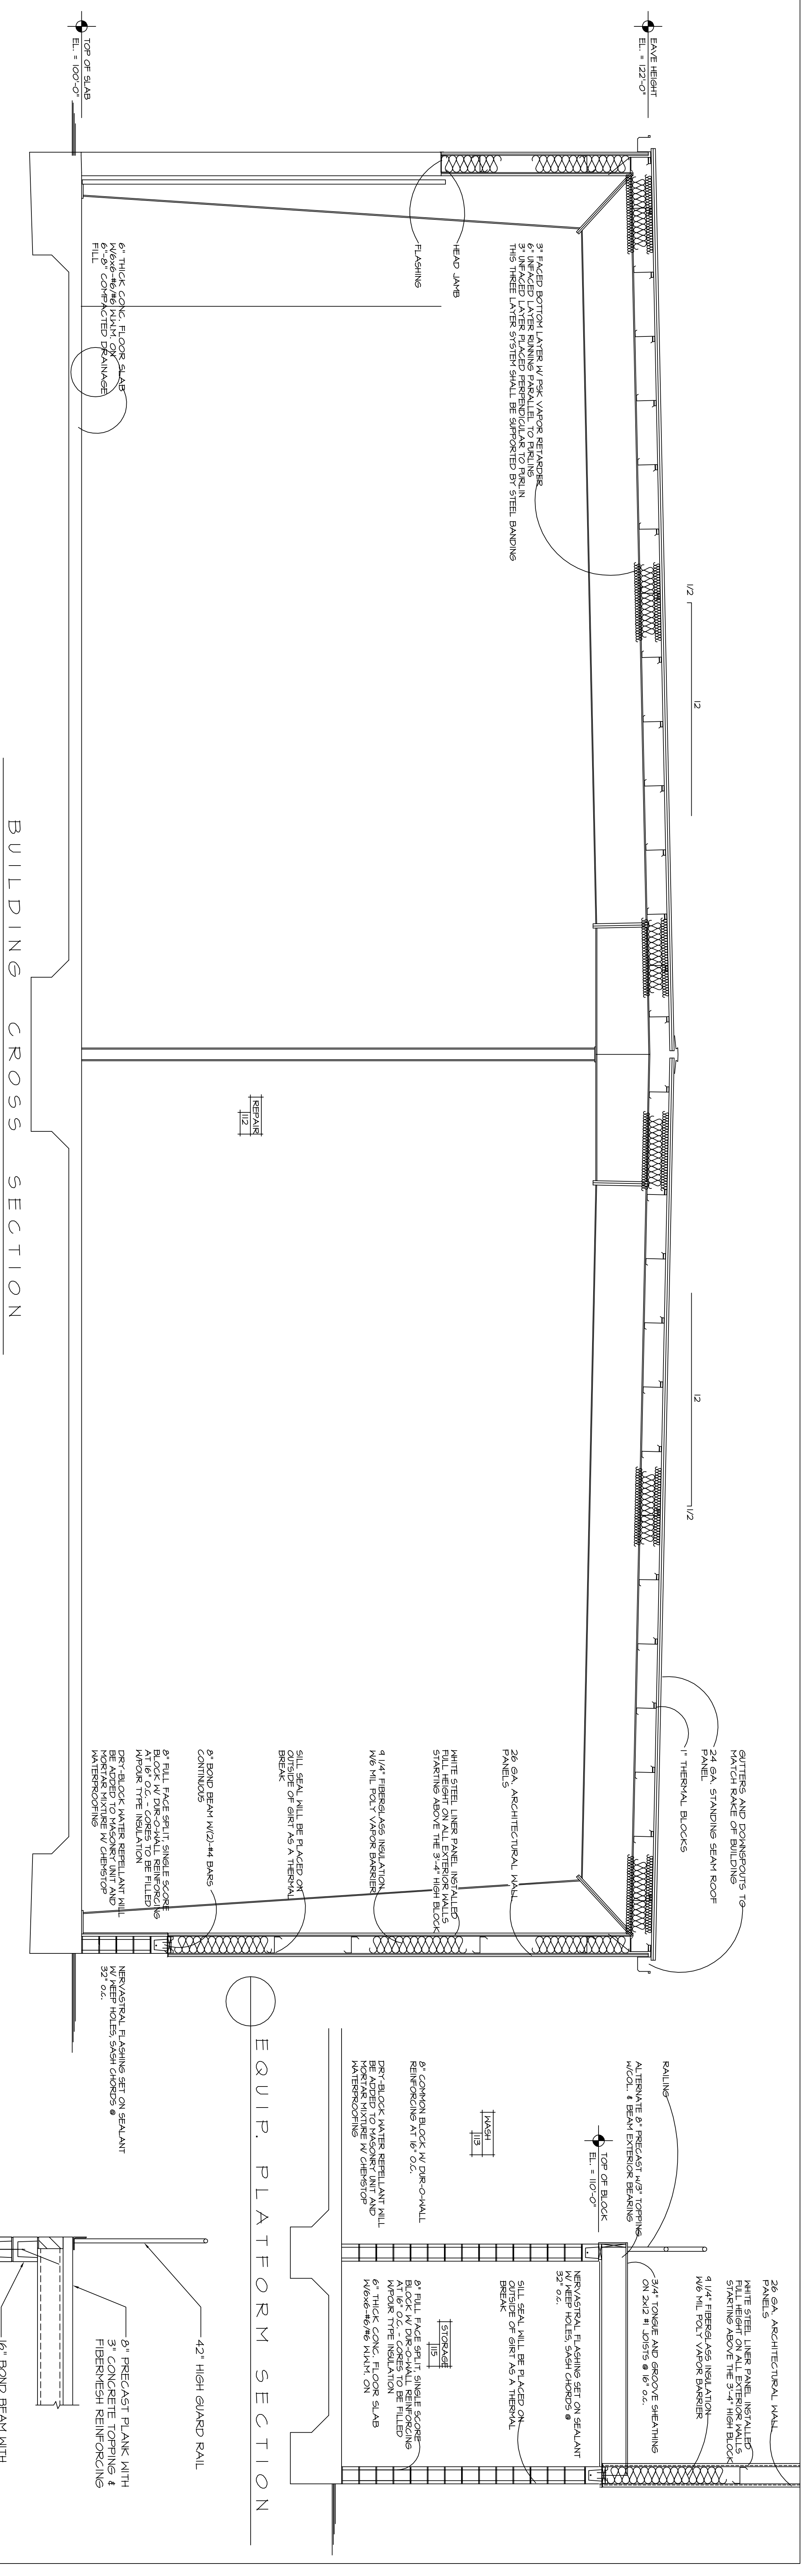 EAVE HEIGHT
EL. = 122'-0"
TOP OF SLAB
EL. = 100'-0"
HEAD JAMB
FLASHING
3" FACED BOTTOM LAYER W/ PSK VAPOR RETARDER
6" UNFACED LAYER RUNNING PARALLEL TO PURLINS
3" UNFACED LAYER PLACED PERPENDICULAR TO PURLIN
THIS THREE LAYER SYSTEM SHALL BE SUPPORTED BY STEEL BANDING
6" THICK CONC. FLOOR SLAB
W/6x6-#6/#6 W.W.M. ON
6"-8" COMPACTED DRAINAGE
FILL
1/2
12
REPAIR
112
12
1/2
GUTTERS AND DOWNSPOUTS TO
MATCH RAKE OF BUILDING
24 GA. STANDING SEAM ROOF
PANEL
1" THERMAL BLOCKS
26 GA. ARCHITECTURAL WALL
PANELS
WHITE STEEL LINER PANEL INSTALLED
FULL HEIGHT ON ALL EXTERIOR WALLS
STARTING ABOVE THE 3'-4" HIGH BLOCK
9 1/4" FIBERGLASS INSULATION
W/6 MIL POLY VAPOR BARRIER
SILL SEAL WILL BE PLACED ON
OUTSIDE OF GIRT AS A THERMAL
BREAK
8" BOND BEAM W/(2)-#4 BARS
CONTINUOUS
8" FULL FACE SPLIT, SINGLE SCORE
BLOCK W/ DUR-O-WALL REINFORCING
AT 16" O.C. - CORES TO BE FILLED
W/POUR TYPE INSULATION
DRY-BLOCK WATER REPELLANT WILL
BE ADDED TO MASONRY UNIT AND
MORTAR MIXTURE W/ CHEMSTOP
WATERPROOFING
NERVASTRAL FLASHING SET ON SEALANT
W/ WEEP HOLES, SASH CHORDS @
32" o.c.
BUILDING CROSS SECTION
RAILING
ALTERNATE 8" PRECAST W/3" TOPPING
W/COL. & BEAM EXTERIOR BEARING
TOP OF BLOCK
EL. = 110'-0"
WASH
113
8" COMMON BLOCK W/ DUR-O-WALL
REINFORCING AT 16" O.C.
DRY-BLOCK WATER REPELLANT WILL
BE ADDED TO MASONRY UNIT AND
MORTAR MIXTURE W/ CHEMSTOP
WATERPROOFING
26 GA. ARCHITECTURAL WALL
PANELS
WHITE STEEL LINER PANEL INSTALLED
FULL HEIGHT ON ALL EXTERIOR WALLS
STARTING ABOVE THE 3'-4" HIGH BLOCK
9 1/4" FIBERGLASS INSULATION
W/6 MIL POLY VAPOR BARRIER
3/4" TONGUE AND GROOVE SHEATHING
ON 2x12 #1 JOISTS @ 16" o.c.
NERVASTRAL FLASHING SET ON SEALANT
W/ WEEP HOLES, SASH CHORDS @
32" o.c.
SILL SEAL WILL BE PLACED ON
OUTSIDE OF GIRT AS A THERMAL
BREAK
STORAGE
115
8" FULL FACE SPLIT, SINGLE SCORE
BLOCK W/ DUR-O-WALL REINFORCING
AT 16" O.C. - CORES TO BE FILLED
W/POUR TYPE INSULATION
6" THICK CONC. FLOOR SLAB
W/6x6-#6/#6 W.W.M. ON
EQUIP. PLATFORM SECTION
42" HIGH GUARD RAIL
8" PRECAST PLANK WITH
3" CONCRETE TOPPING &
FIBERMESH REINFORCING
16" BOND BEAM WITH